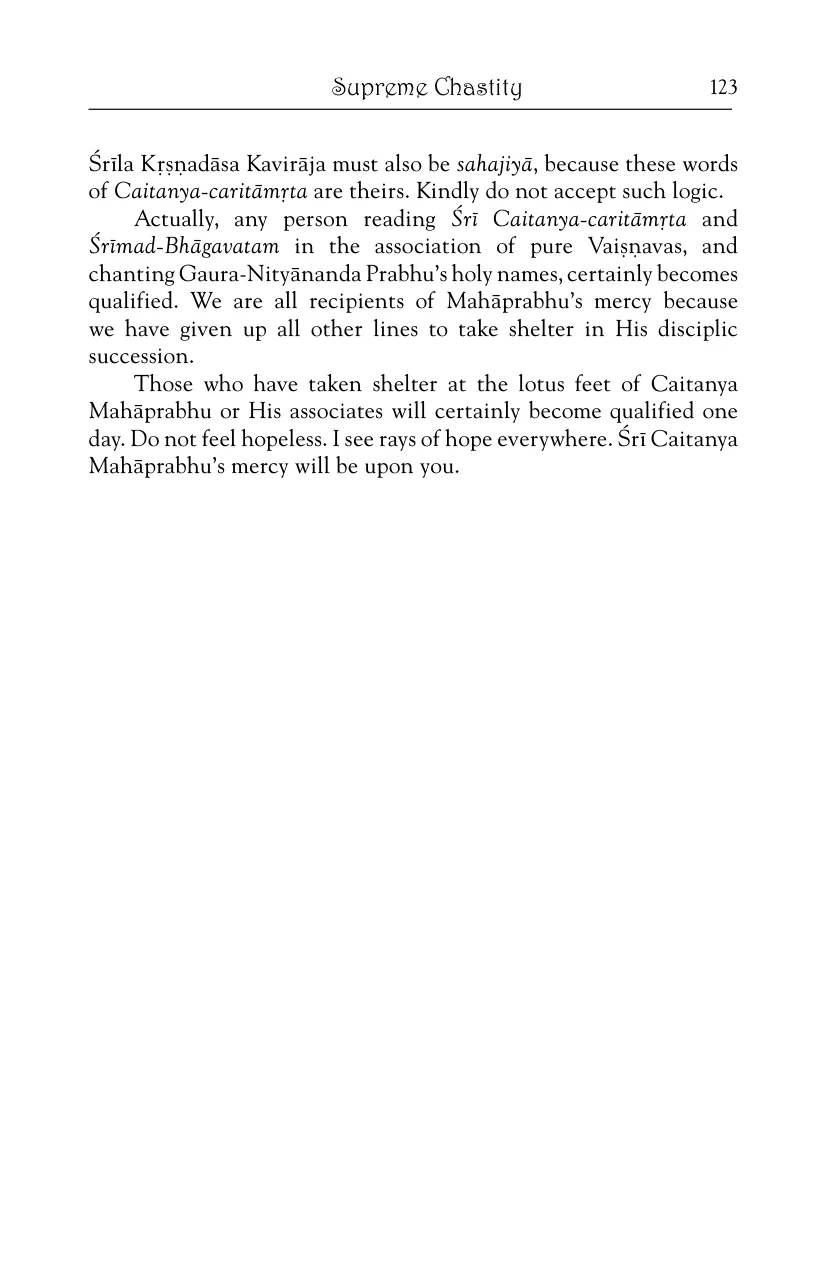 Supreme Chastity 123
Śrīla Kṛṣṇadāsa Kavirāja must also be sahajiyā, because these words
of Caitanya-caritāmṛta are theirs. Kindly do not accept such logic.
Actually, any person reading Śrī Caitanya-caritāmṛta and
Śrīmad-Bhāgavatam in the association of pure Vaiṣṇavas, and
chanting Gaura-Nityānanda Prabhu’s holy names, certainly becomes
qualified. We are all recipients of Mahāprabhu’s mercy because
we have given up all other lines to take shelter in His disciplic
succession.
Those who have taken shelter at the lotus feet of Caitanya
Mahāprabhu or His associates will certainly become qualified one
day. Do not feel hopeless. I see rays of hope everywhere. Śrī Caitanya
Mahāprabhu’s mercy will be upon you.